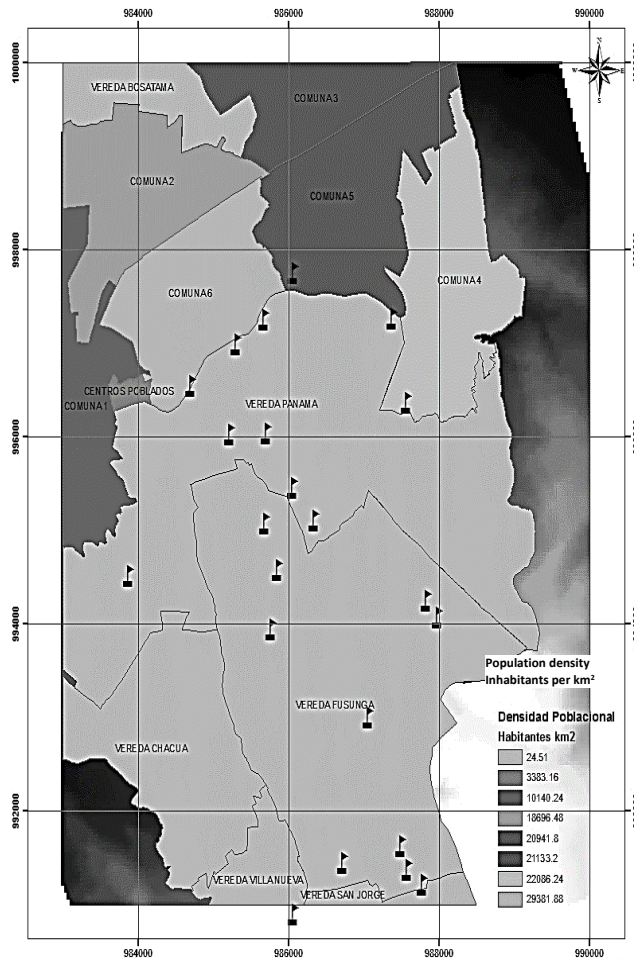 984000 986000 988000 990000
N
W E
S
1000000
VEREDA BOSATAMA
COMUNA3
COMUNA2
COMUNA5
998000
COMUNA6
COMUNA4
CENTROS POBLADOS
COMUNA1
VEREDA PANAMA
996000
994000
Population density
Inhabitants per km²
VEREDA FUSUNGA
Densidad Poblacional
Habitantes km2
VEREDA CHACUA
24.51
3383.16
10140.24
992000
18696.48
20941.8
21133.2
VEREDA VILLANUEVA
22086.24
VEREDA SAN JORGE
29381.88
984000 986000 988000 990000